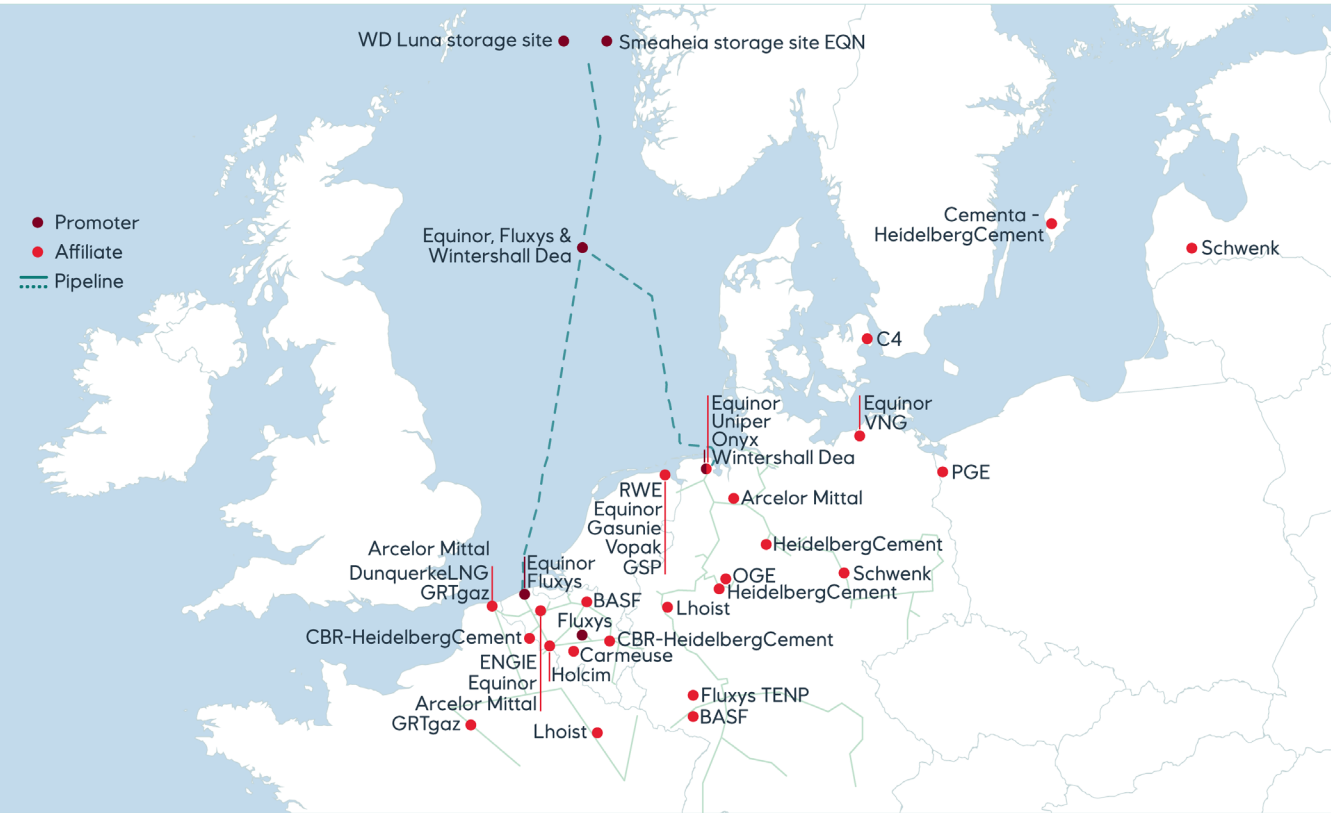 WD Luna storage site
Smeaheia storage site EQN
Promoter
Affiliate
Pipeline
Equinor, Fluxys &
Wintershall Dea
Cementa -
HeidelbergCement
Schwenk
C4
Equinor
VNG
Equinor
Uniper
Onyx
Wintershall Dea
PGE
RWE
Equinor
Gasunie
Vopak
GSP
Arcelor Mittal
HeidelbergCement
Schwenk
OGE
HeidelbergCement
Lhoist
Arcelor Mittal
DunquerkeLNG
GRTgaz
Equinor
Fluxys
BASF
Fluxys
CBR-HeidelbergCement
CBR-HeidelbergCement
Carmeuse
Holcim
ENGIE
Equinor
Arcelor Mittal
GRTgaz
Lhoist
Fluxys TENP
BASF